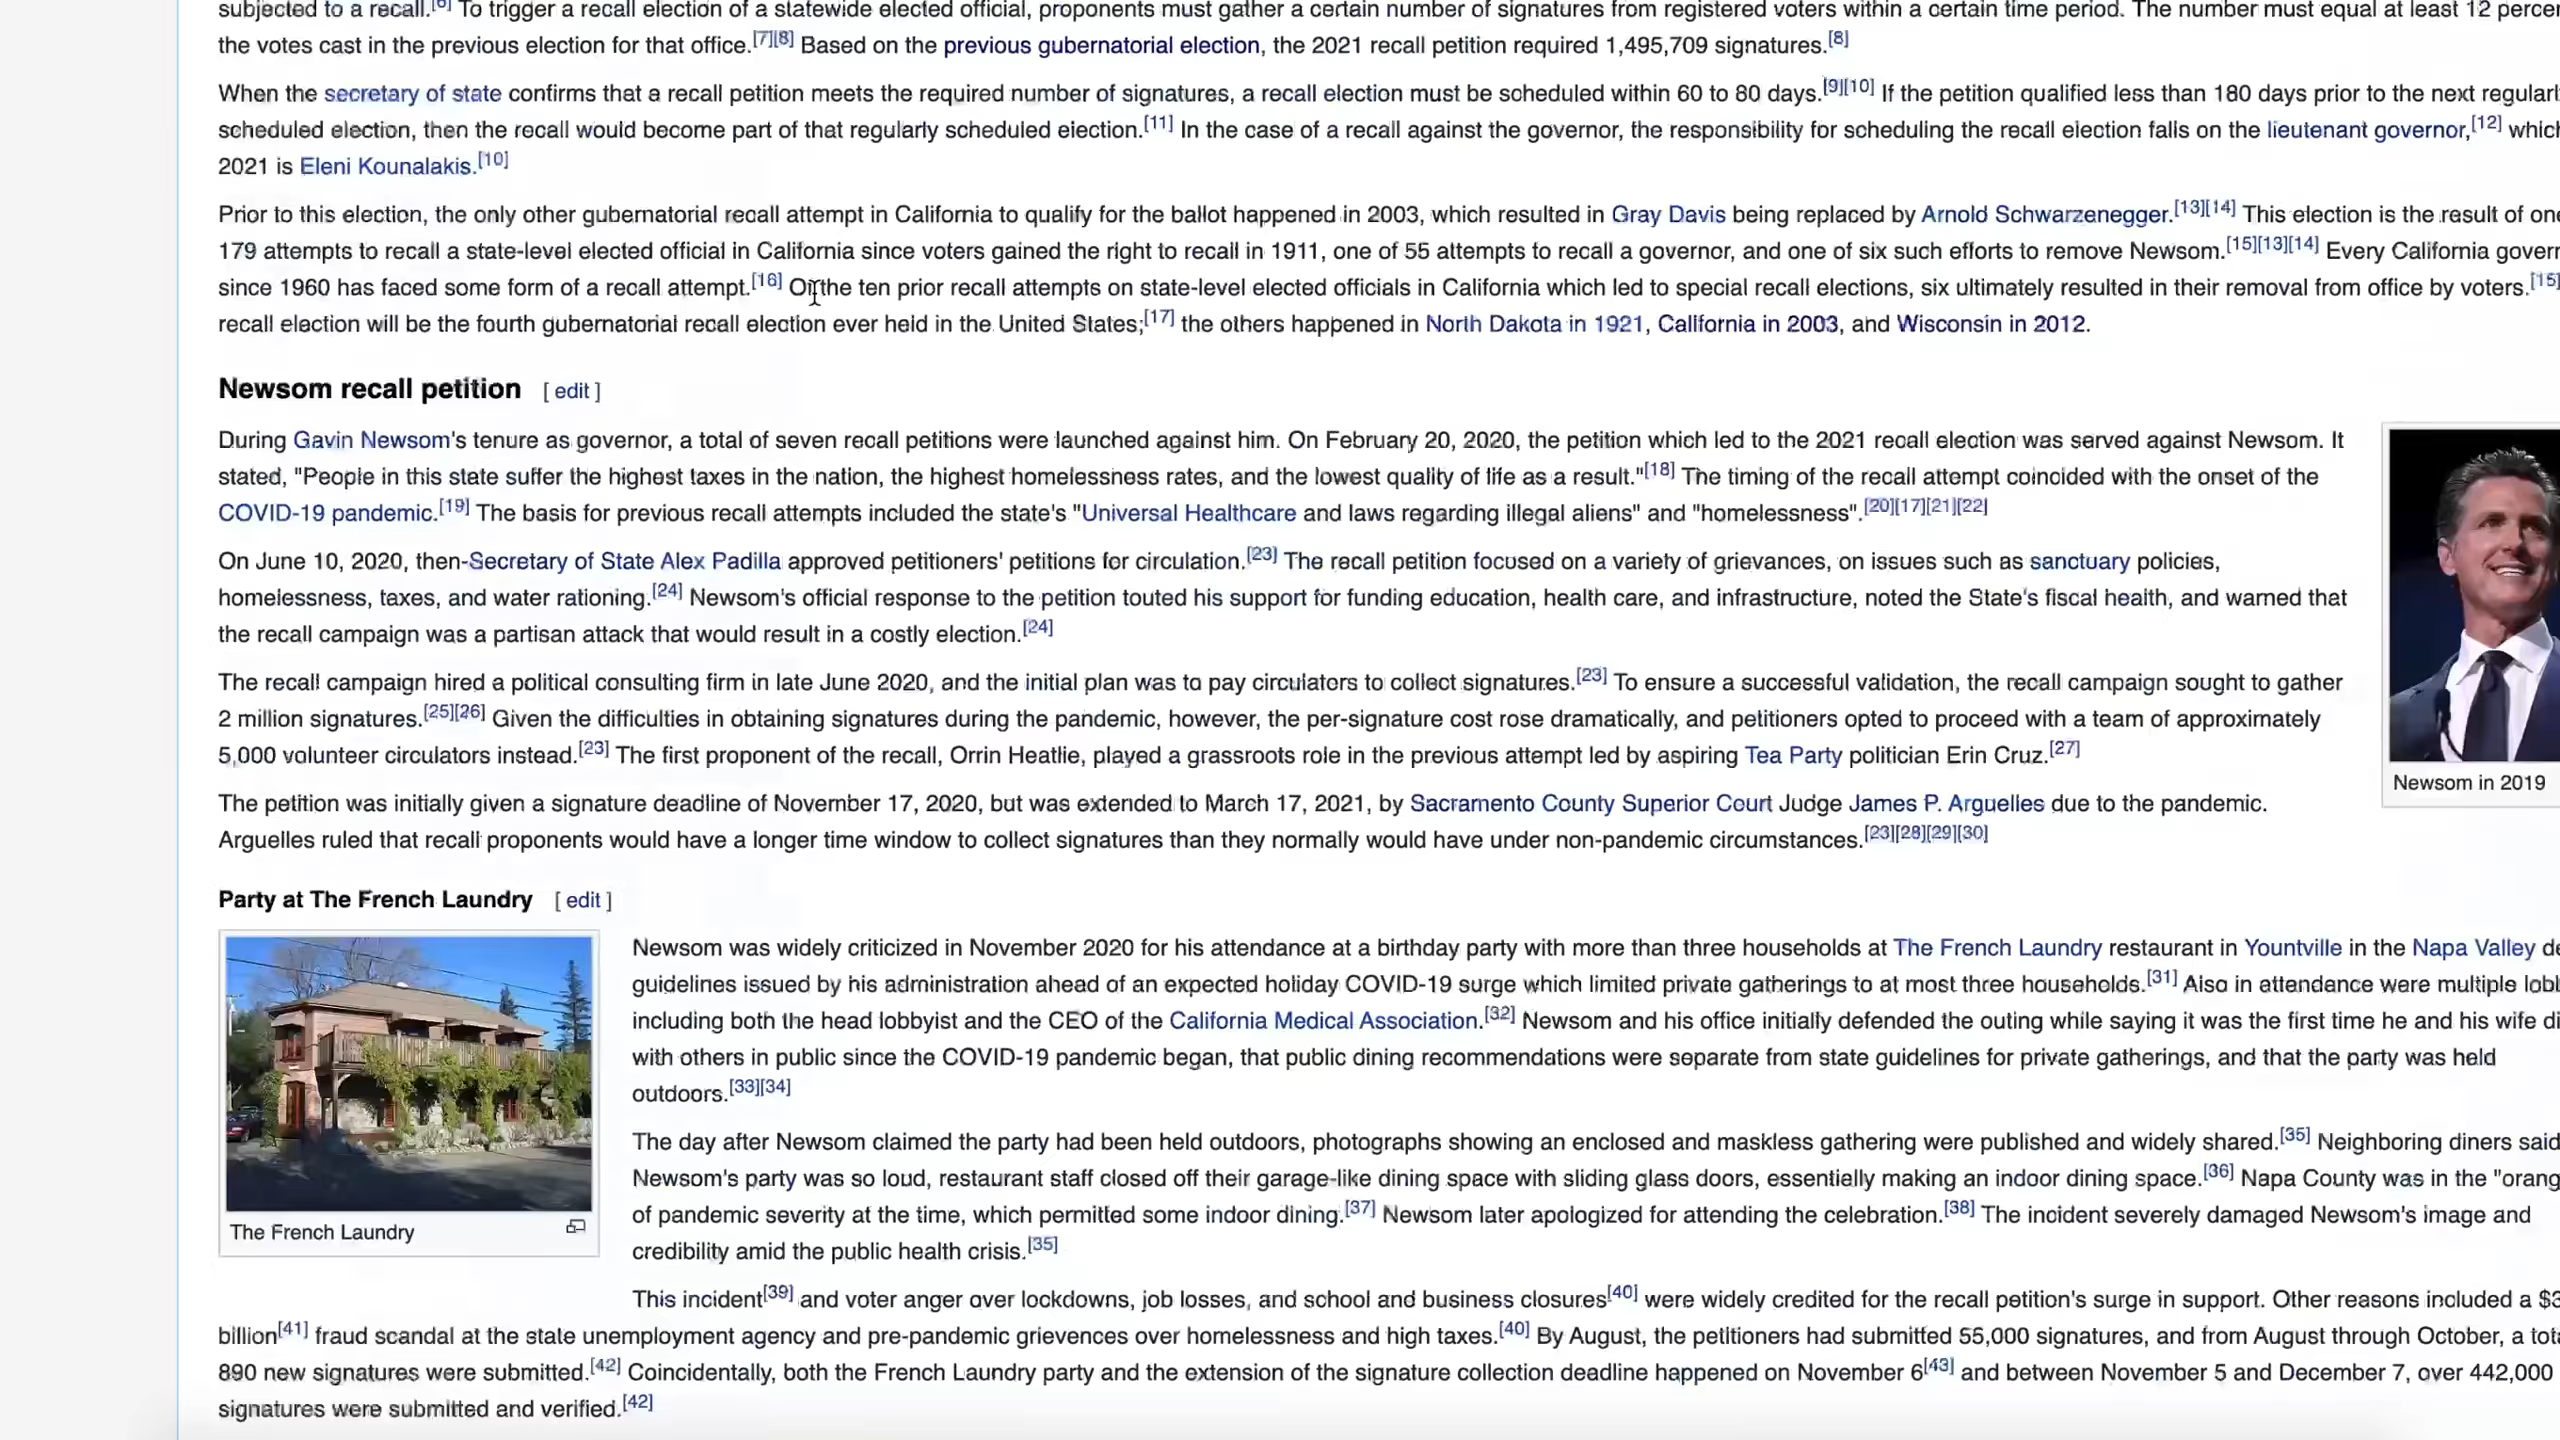 subjected to a recall.[6] To trigger a recall election of a statewide elected official, proponents must gather a certain number of signatures from registered voters within a certain time period. The number must equal at least 12
the votes cast in the previous election for that office.[7][8] Based on the previous gubernatorial election, the 2021 recall petition required 1,495,709 signatures.[8]
When the secretary of state confirms that a recall petition meets the required number of signatures, a recall election must be scheduled within 60 to 80 days.[9][10] If the petition qualified less than 180 days prior to the next
scheduled election, then the recall would become part of that regularly scheduled election.[11] In the case of a recall against the governor, the responsibility for scheduling the recall election falls on the lieutenant governor,[12] which
2021 is Eleni Kounalakis.[10]
Prior to this election, the only other gubernatorial recall attempt in California to qualify for the ballot happened in 2003, which resulted in Gray Davis being replaced by Arnold Schwarzenegger.[13][14] This election is the result of
179 attempts to recall a state-level elected official in California since voters gained the right to recall in 1911, one of 55 attempts to recall a governor, and one of six such efforts to remove Newsom.[15][13][14] Every California
since 1960 has faced some form of a recall attempt.[16] Of the ten prior recall attempts on state-level elected officials in California which led to special recall elections, six ultimately resulted in their removal from office by voters.[15]
recall election will be the fourth gubernatorial recall election ever held in the United States;[17] the others happened in North Dakota in 1921, California in 2003, and Wisconsin in 2012.
Newsom recall petition [ edit ]
During Gavin Newsom's tenure as governor, a total of seven recall petitions were launched against him. On February 20, 2020, the petition which led to the 2021 recall election was served against Newsom. It
stated, "People in this state suffer the highest taxes in the nation, the highest homelessness rates, and the lowest quality of life as a result."[18] The timing of the recall attempt coincided with the onset of the
COVID-19 pandemic.[19] The basis for previous recall attempts included the state's "Universal Healthcare and laws regarding illegal aliens" and "homelessness".[20][17][21][22]
On June 10, 2020, then-Secretary of State Alex Padilla approved petitioners' petitions for circulation.[23] The recall petition focused on a variety of grievances, on issues such as sanctuary policies,
homelessness, taxes, and water rationing.[24] Newsom's official response to the petition touted his support for funding education, health care, and infrastructure, noted the State's fiscal health, and warned that
the recall campaign was a partisan attack that would result in a costly election.[24]
The recall campaign hired a political consulting firm in late June 2020, and the initial plan was to pay circulators to collect signatures.[23] To ensure a successful validation, the recall campaign sought to gather
2 million signatures.[25][26] Given the difficulties in obtaining signatures during the pandemic, however, the per-signature cost rose dramatically, and petitioners opted to proceed with a team of approximately
5,000 volunteer circulators instead.[23] The first proponent of the recall, Orrin Heatlie, played a grassroots role in the previous attempt led by aspiring Tea Party politician Erin Cruz.[27]
Newsom in 2019
The petition was initially given a signature deadline of November 17, 2020, but was extended to March 17, 2021, by Sacramento County Superior Court Judge James P. Arguelles due to the pandemic.
Arguelles ruled that recall proponents would have a longer time window to collect signatures than they normally would have under non-pandemic circumstances.[23][28][29][30]
Party at The French Laundry [ edit ]
Newsom was widely criticized in November 2020 for his attendance at a birthday party with more than three households at The French Laundry restaurant in Yountville in the Napa Valley
guidelines issued by his administration ahead of an expected holiday COVID-19 surge which limited private gatherings to at most three households.[31] Also in attendance were multiple
including both the head lobbyist and the CEO of the California Medical Association.[32] Newsom and his office initially defended the outing while saying it was the first time he and his wife
with others in public since the COVID-19 pandemic began, that public dining recommendations were separate from state guidelines for private gatherings, and that the party was held
outdoors.[33][34]
The day after Newsom claimed the party had been held outdoors, photographs showing an enclosed and maskless gathering were published and widely shared.[35] Neighboring diners said
Newsom's party was so loud, restaurant staff closed off their garage-like dining space with sliding glass doors, essentially making an indoor dining space.[36] Napa County was in the "orang
of pandemic severity at the time, which permitted some indoor dining.[37] Newsom later apologized for attending the celebration.[38] The incident severely damaged Newsom's image and
credibility amid the public health crisis.[35]
The French Laundry
This incident[39] and voter anger over lockdowns, job losses, and school and business closures[40] were widely credited for the recall petition's surge in support. Other reasons included a
billion[41] fraud scandal at the state unemployment agency and pre-pandemic grievences over homelessness and high taxes.[40] By August, the petitioners had submitted 55,000 signatures, and from August through October, a
890 new signatures were submitted.[42] Coincidentally, both the French Laundry party and the extension of the signature collection deadline happened on November 6[43] and between November 5 and December 7, over 442,000
signatures were submitted and verified.[42]